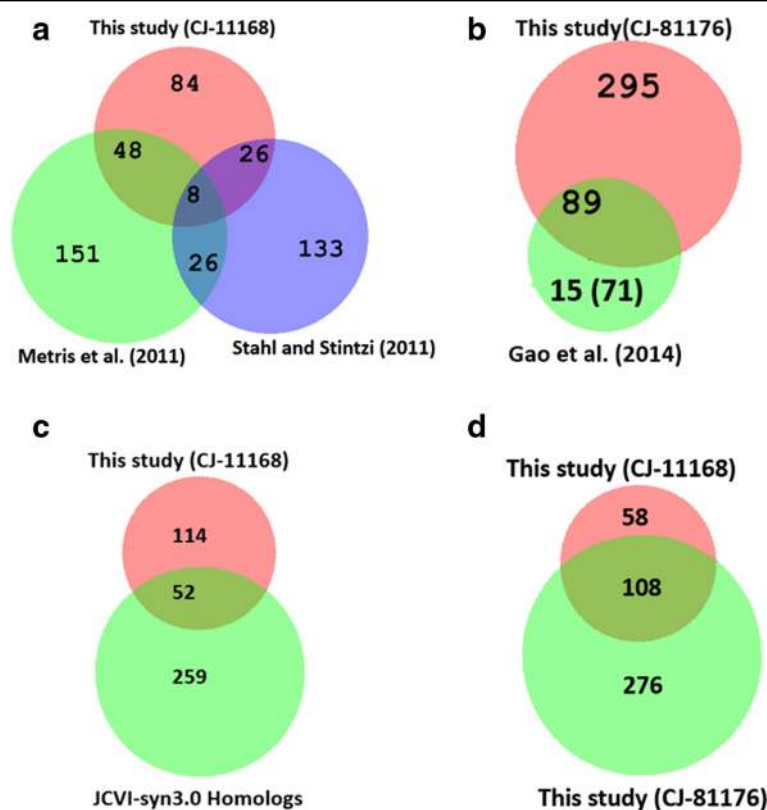 a
This study (CJ-11168)
84
48
26
8
151
26
133
Metris et al. (2011)
Stahl and Stintzi (2011)
b
This study(CJ-81176)
295
89
15 (71)
Gao et al. (2014)
c
This study (CJ-11168)
114
52
259
JCVI-syn3.0 Homologs
d
This study (CJ-11168)
58
108
276
This study (CJ-81176)